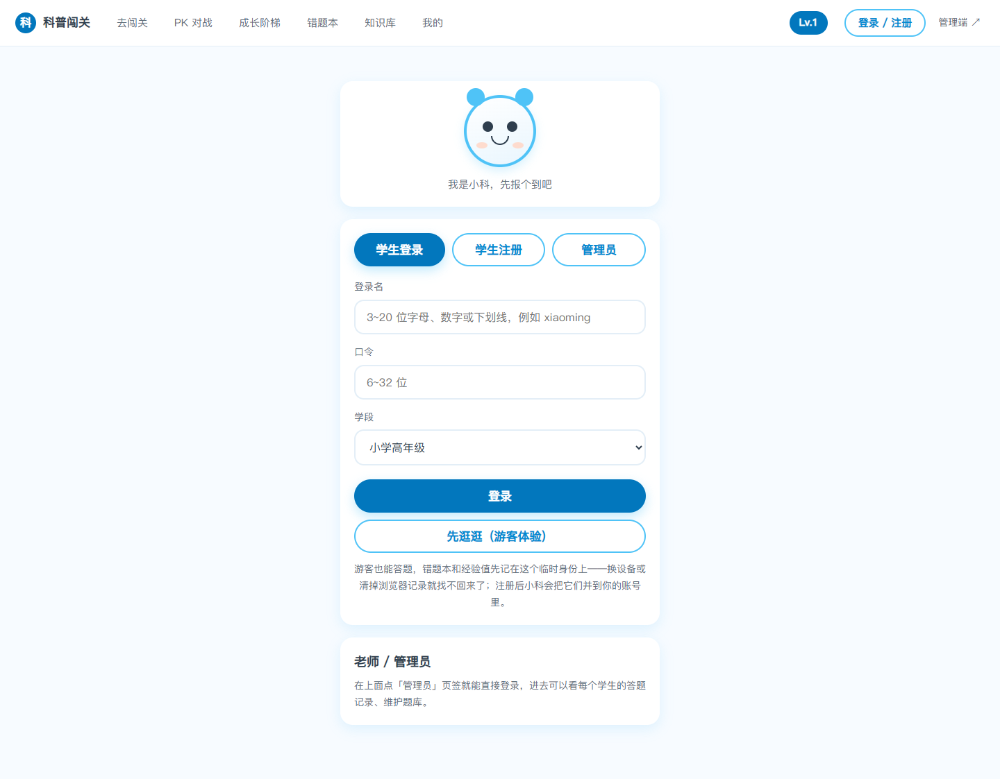 科 科普闯关 去闯关 PK 对战 成长阶梯 错题本 知识库 我的 Lv.1 登录 / 注册 管理端 ↗
我是小科，先报个到吧
学生登录 学生注册 管理员
登录名
3~20 位字母、数字或下划线，例如 xiaoming
口令
6~32 位
学段
小学高年级
登录
先逛逛（游客体验）
游客也能答题，错题本和经验值先记在这个临时身份上——换设备或
清掉浏览器记录就找不回来了；注册后小科会把它们并到你的账号
里。
老师 / 管理员
在上面点「管理员」页签就能直接登录，进去可以看每个学生的答题
记录、维护题库。